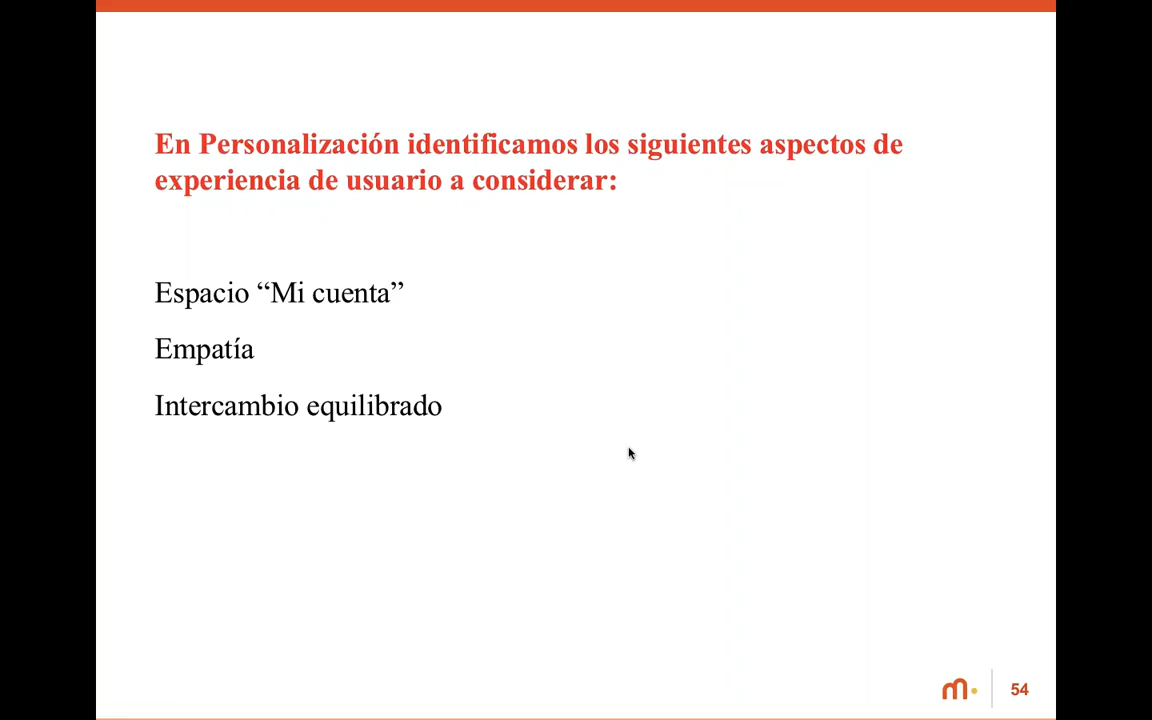 En Personalización identificamos los siguientes aspectos de
experiencia de usuario a considerar:
Espacio “Mi cuenta”
Empatía
Intercambio equilibrado
m.
54